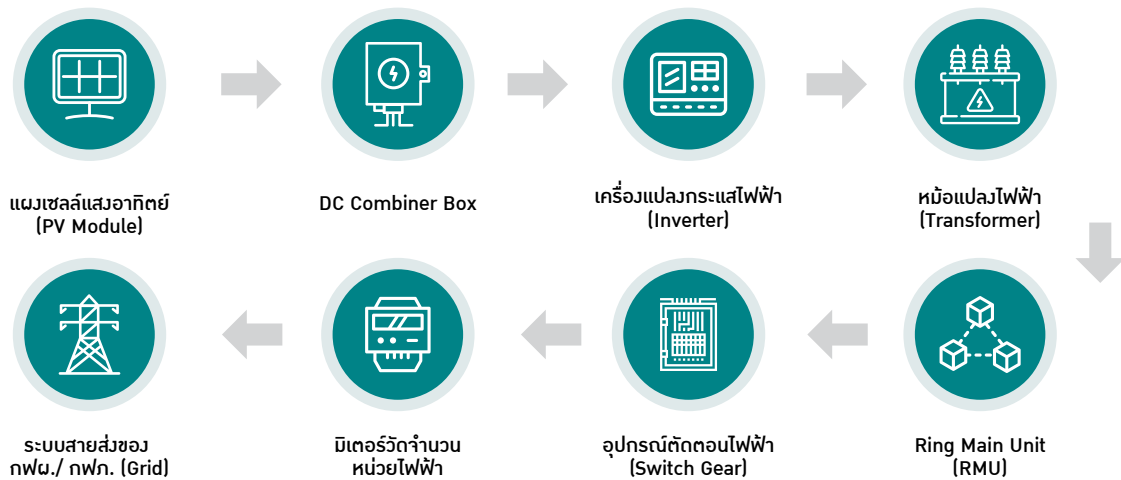 แผงเซลล์แสงอาทิตย์
(PV Module)
DC Combiner Box
เครื่องแปลงกระแสไฟฟ้า
(Inverter)
หม้อแปลงไฟฟ้า
(Transformer)
ระบบสายส่งของ
กฟผ./ กฟภ. (Grid)
มิเตอร์วัดจำนวน
หน่วยไฟฟ้า
อุปกรณ์ตัดตอนไฟฟ้า
(Switch Gear)
Ring Main Unit
(RMU)